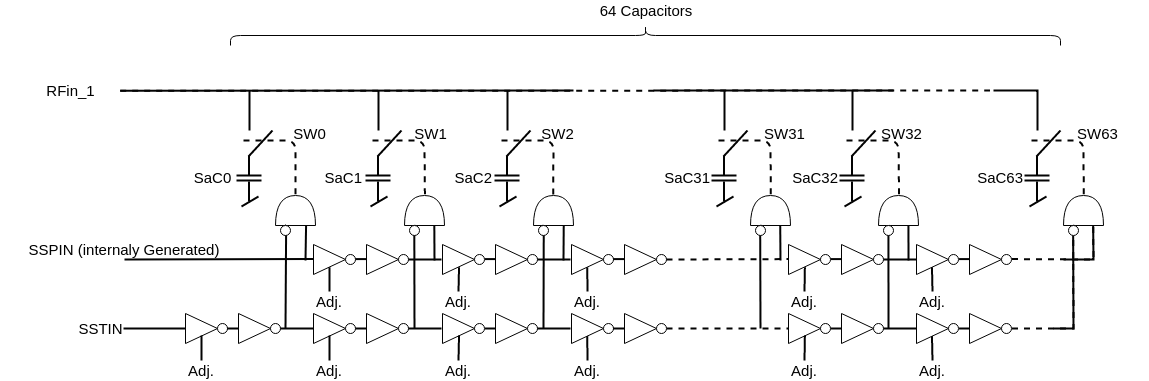 64 Capacitors
RFin_1
SW0 SW1 SW2 SW31 SW32 SW63
SaC0 SaC1 SaC2 SaC31 SaC32 SaC63
SSPIN (internaly Generated)
Adj. Adj. Adj. Adj. Adj.
SSTIN
Adj. Adj. Adj. Adj. Adj. Adj.